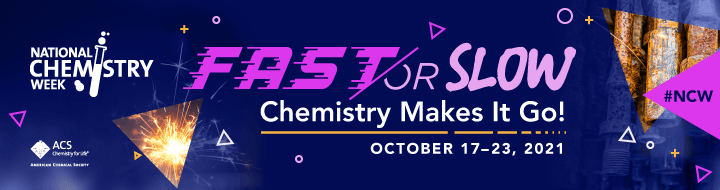 NATIONAL
CHEMISTRY
WEEK
FAST OR SLOW
Chemistry Makes It Go!
OCTOBER 17–23, 2021
#NCW
ACS
Chemistry for Life®
AMERICAN CHEMICAL SOCIETY